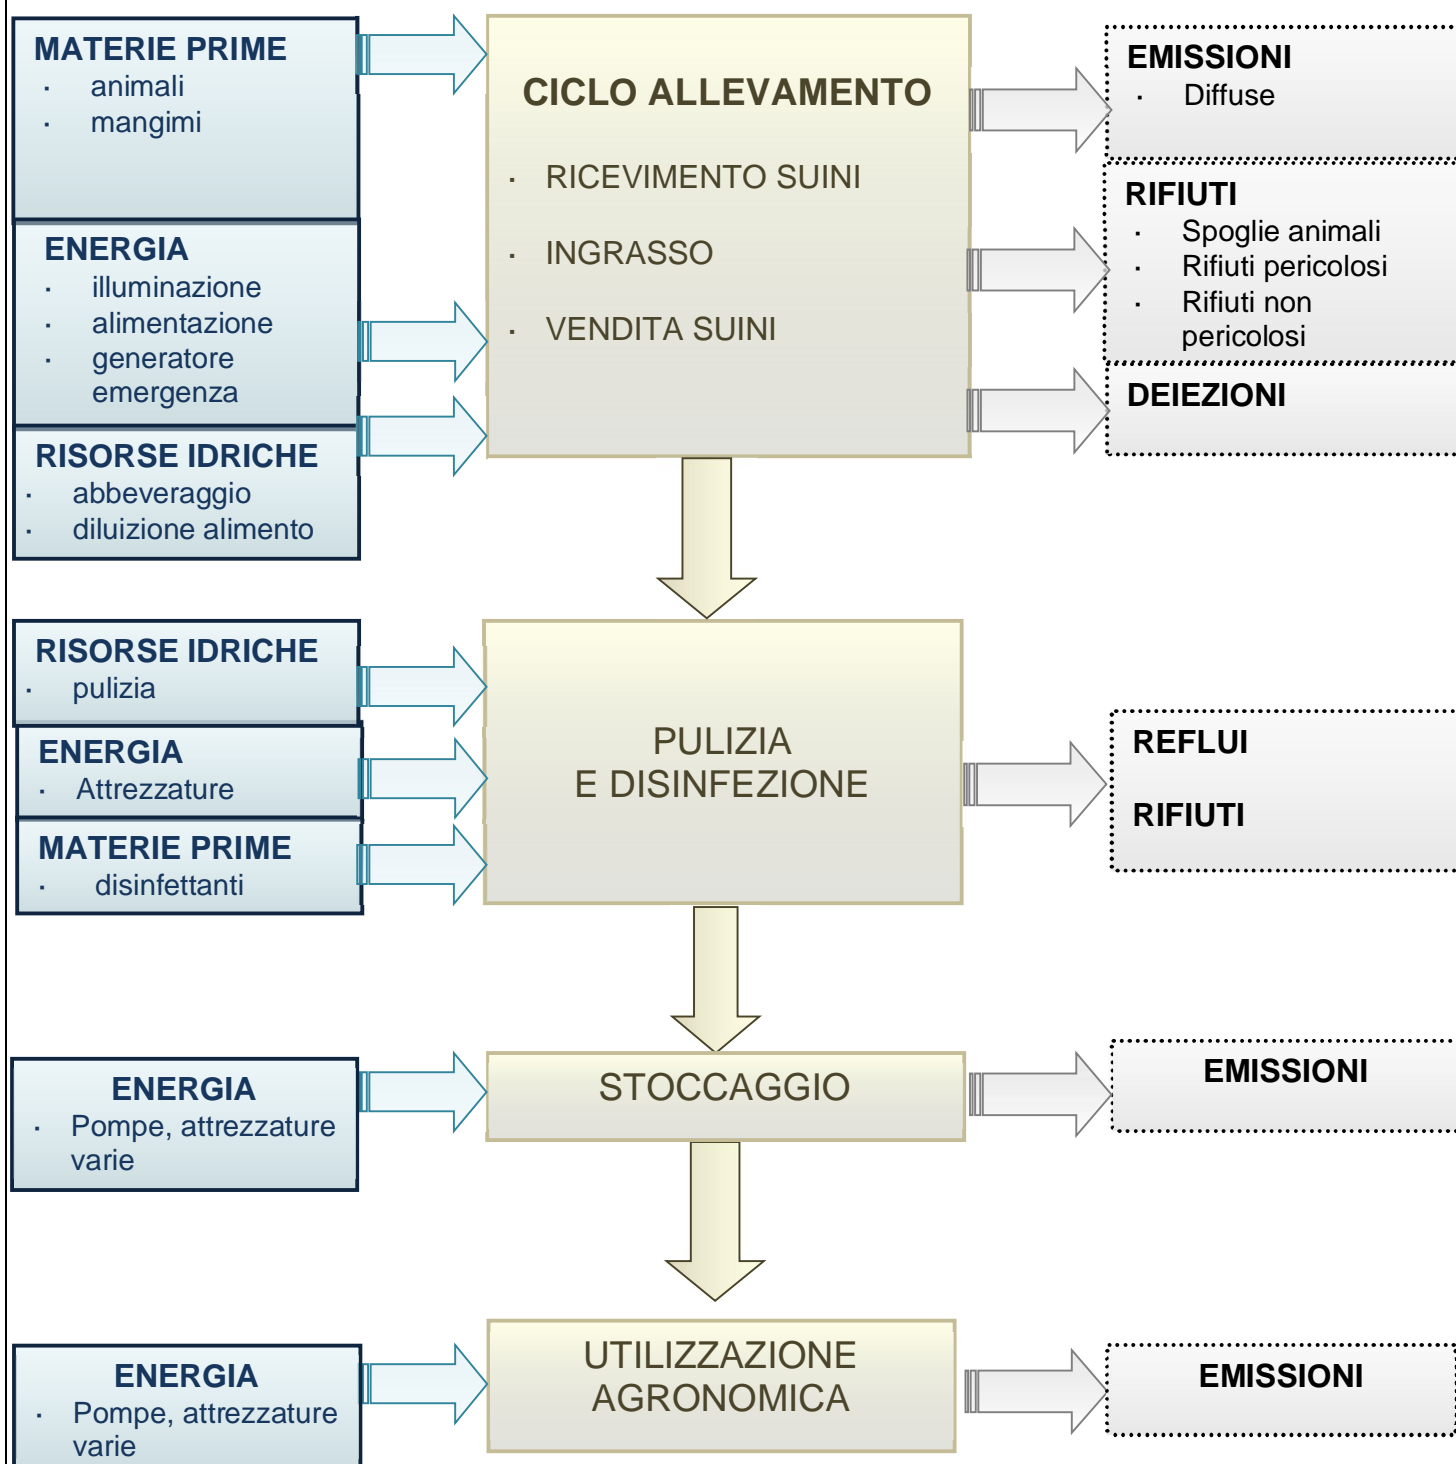 MATERIE PRIME
· animali
· mangimi
ENERGIA
· illuminazione
· alimentazione
· generatore
emergenza
RISORSE IDRICHE
· abbeveraggio
· diluizione alimento
CICLO ALLEVAMENTO
· RICEVIMENTO SUINI
· INGRASSO
· VENDITA SUINI
EMISSIONI
· Diffuse
RIFIUTI
· Spoglie animali
· Rifiuti pericolosi
· Rifiuti non
pericolosi
DEIEZIONI
RISORSE IDRICHE
· pulizia
ENERGIA
· Attrezzature
MATERIE PRIME
· disinfettanti
PULIZIA
E DISINFEZIONE
REFLUI
RIFIUTI
ENERGIA
· Pompe, attrezzature
varie
STOCCAGGIO
EMISSIONI
ENERGIA
· Pompe, attrezzature
varie
UTILIZZAZIONE
AGRONOMICA
EMISSIONI